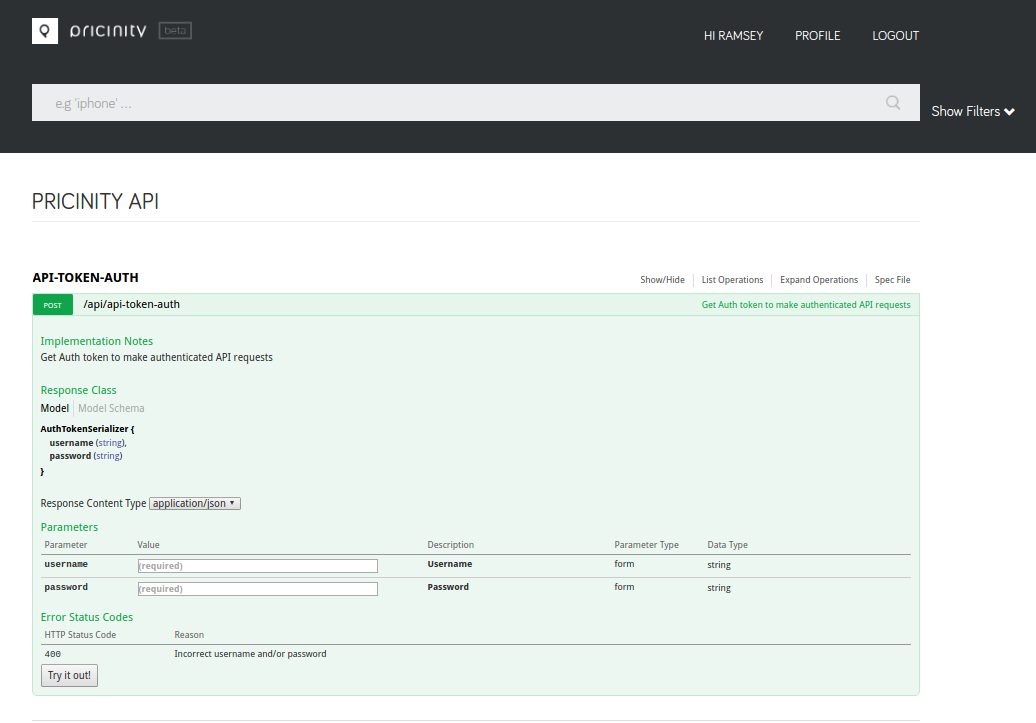 pricinity beta
HI RAMSEY PROFILE LOGOUT
e.g 'iphone' ...
Show Filters
PRICINITY API
API-TOKEN-AUTH
Show/Hide List Operations Expand Operations Spec File
POST /api/api-token-auth Get Auth token to make authenticated API requests
Implementation Notes
Get Auth token to make authenticated API requests
Response Class
Model Model Schema
AuthTokenSerializer {
username (string),
password (string)
}
Response Content Type application/json
Parameters
Parameter Value Description Parameter Type Data Type
username (required) Username form string
password (required) Password form string
Error Status Codes
HTTP Status Code Reason
400 Incorrect username and/or password
Try it out!